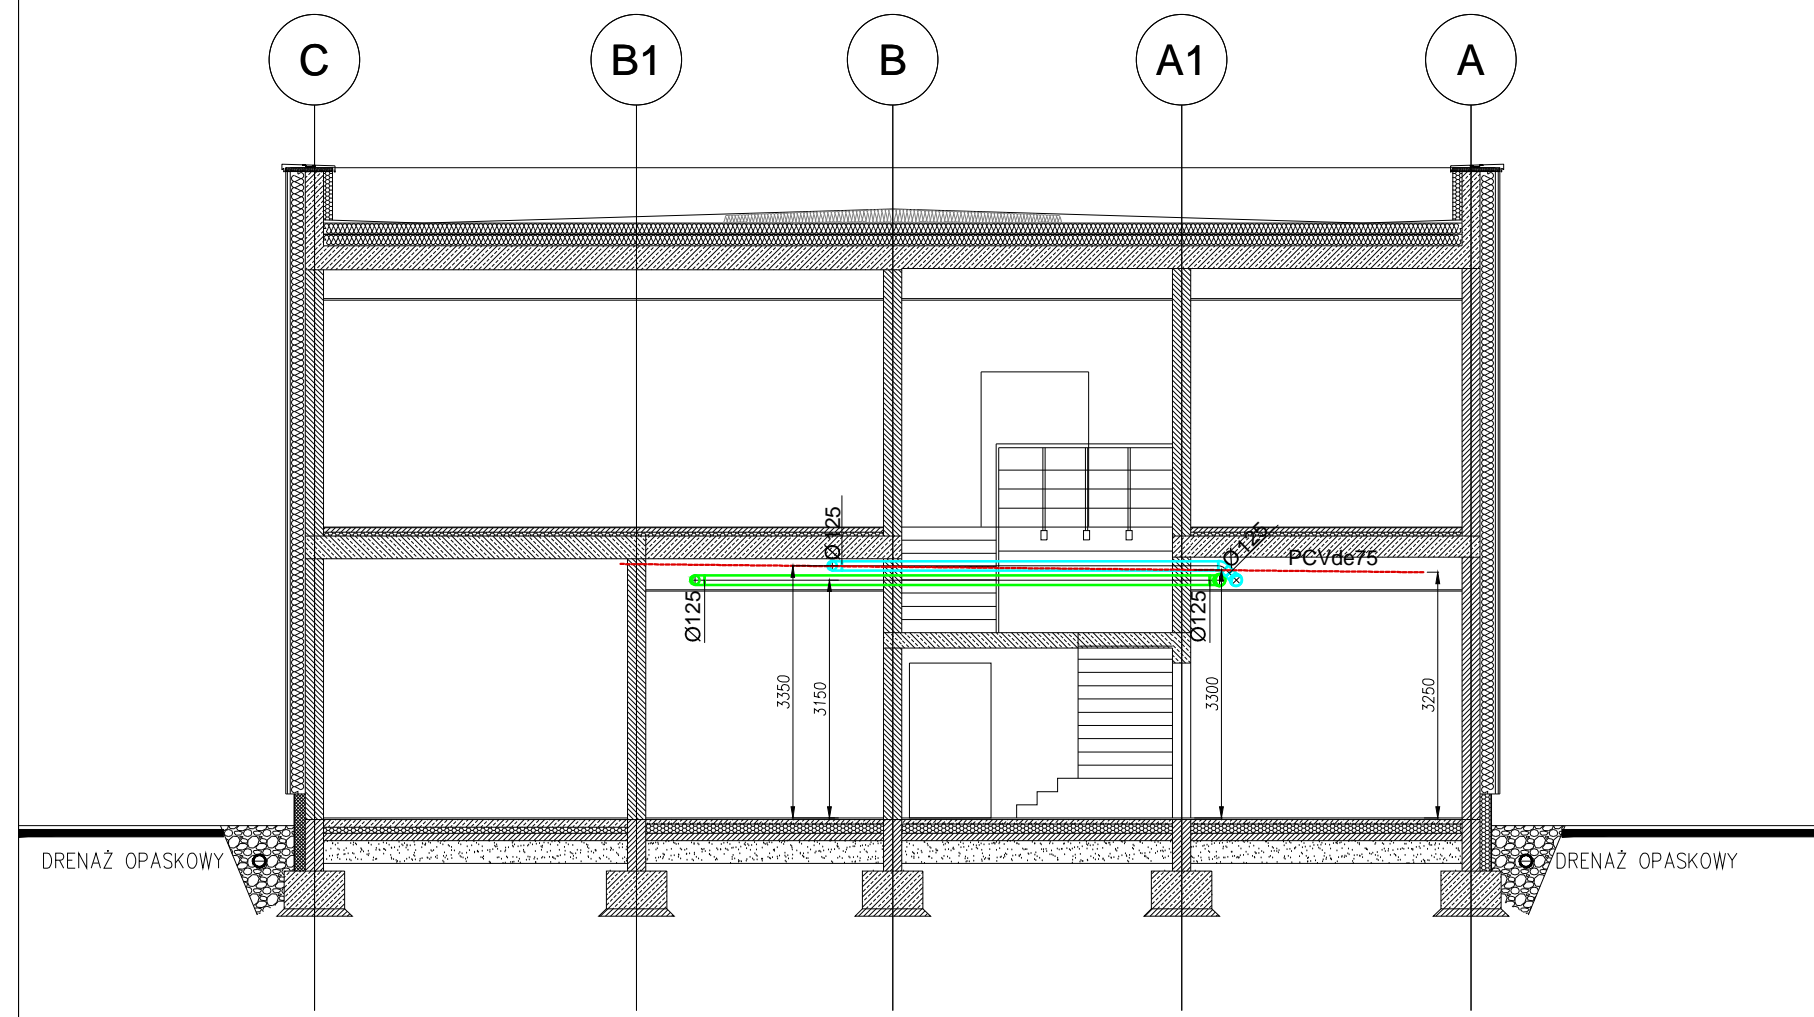 C
B1
B
A1
A
Ø125
Ø125
PCVde75
Ø125
Ø125
3350
3150
3300
3250
DRENAŻ OPASKOWY
DRENAŻ OPASKOWY